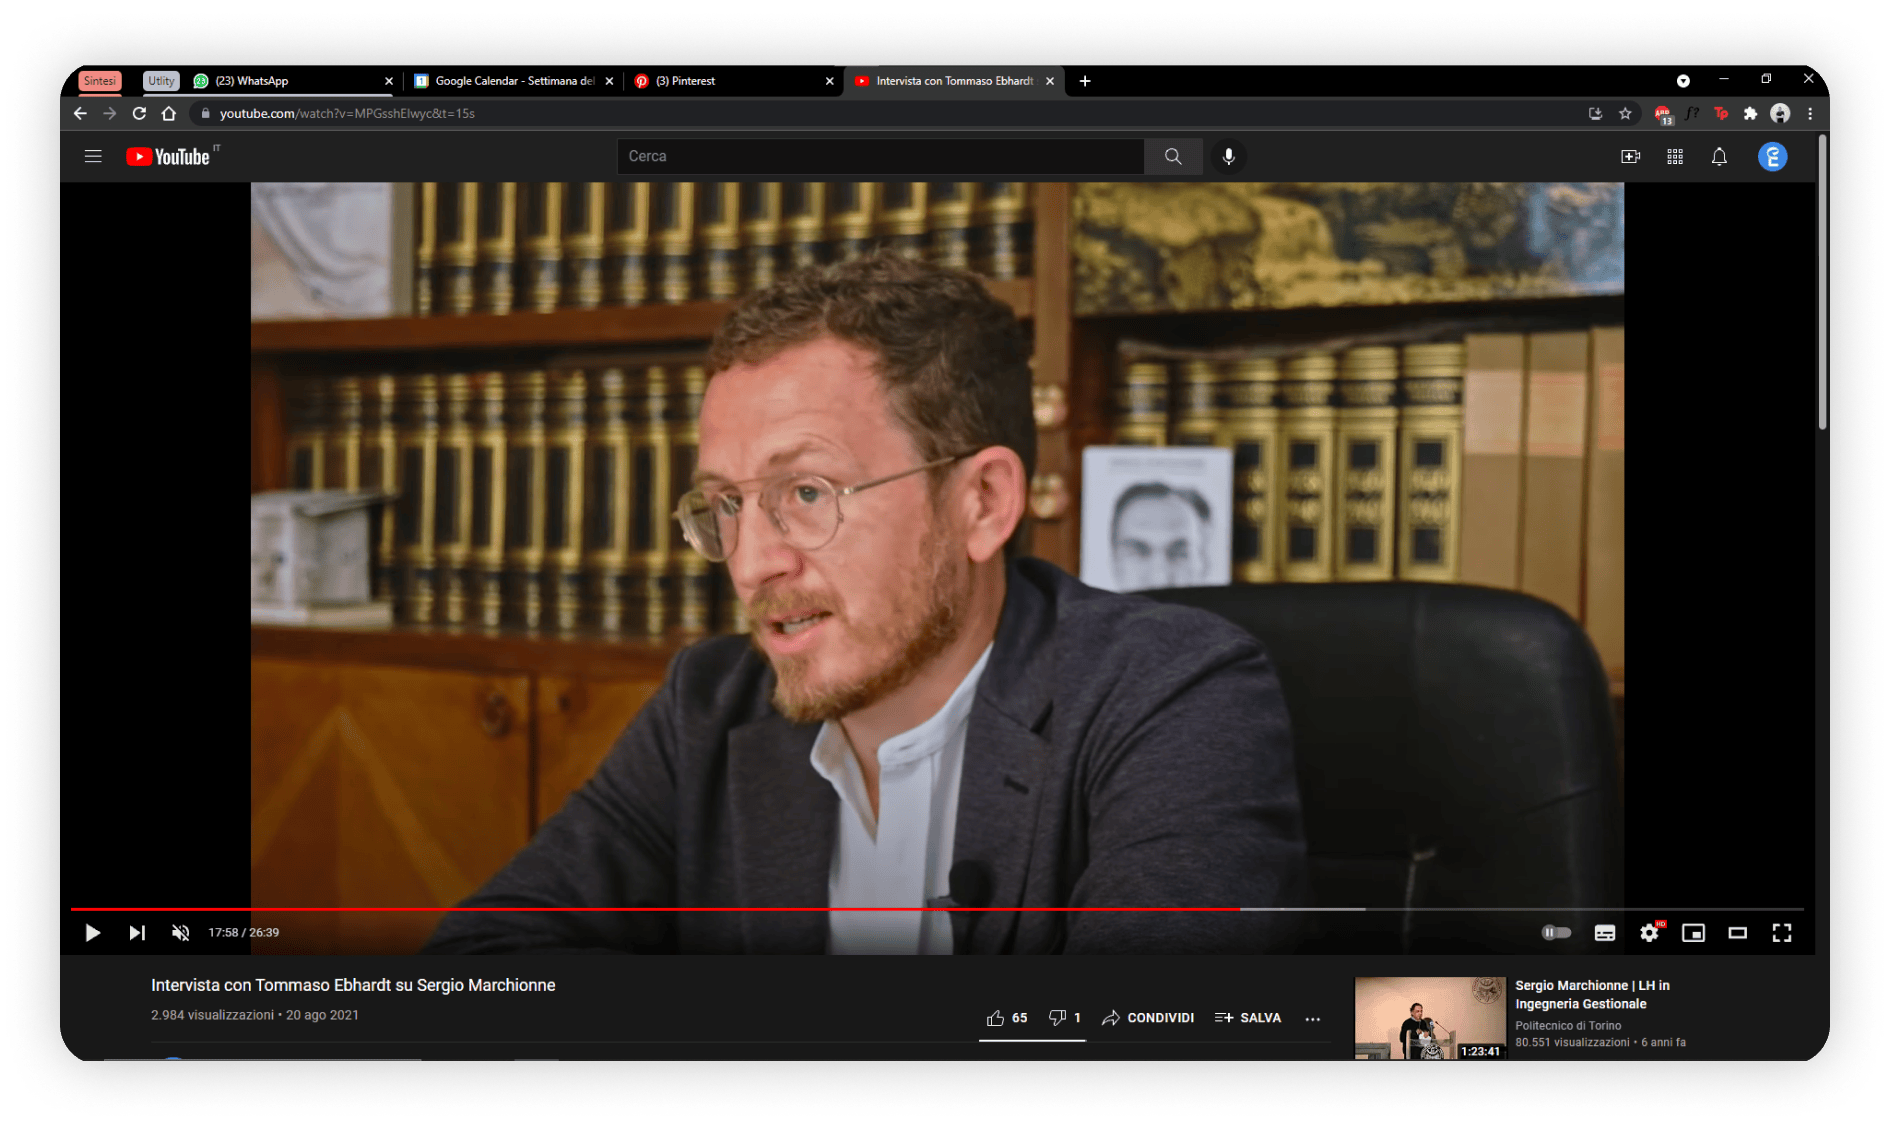 Sintesi
Utlity
(23) WhatsApp
Google Calendar - Settimana del
(3) Pinterest
Intervista con Tommaso Ebhardt
youtube.com/watch?v=MPGsshElwyc&t=15s
13
YouTube IT
Cerca
17:58 / 26:39
HD
Intervista con Tommaso Ebhardt su Sergio Marchionne
2.984 visualizzazioni • 20 ago 2021
65
1
CONDIVIDI
SALVA
Sergio Marchionne | LH in
Ingegneria Gestionale
Politecnico di Torino
80.551 visualizzazioni • 6 anni fa
1:23:41